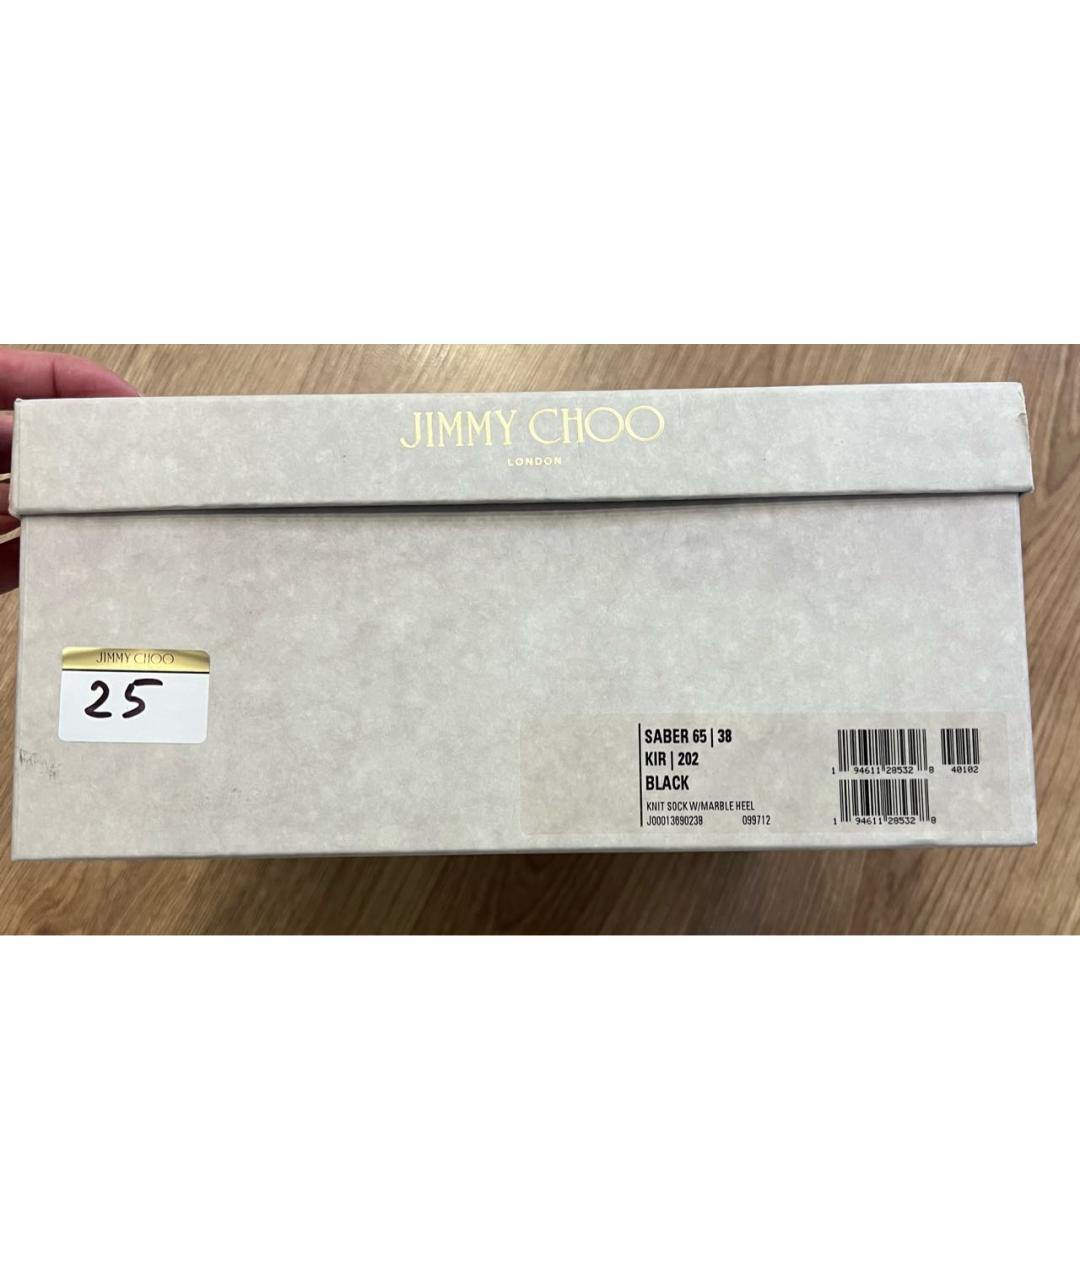 JIMMY CHOO
LONDON
JIMMY CHOO
25
SABER 65 | 38
KIR | 202
BLACK
KNIT SOCK W/MARBLE HEEL
J00013690238 099712
1 94611 28532 8 40102
1 94611 28532 8